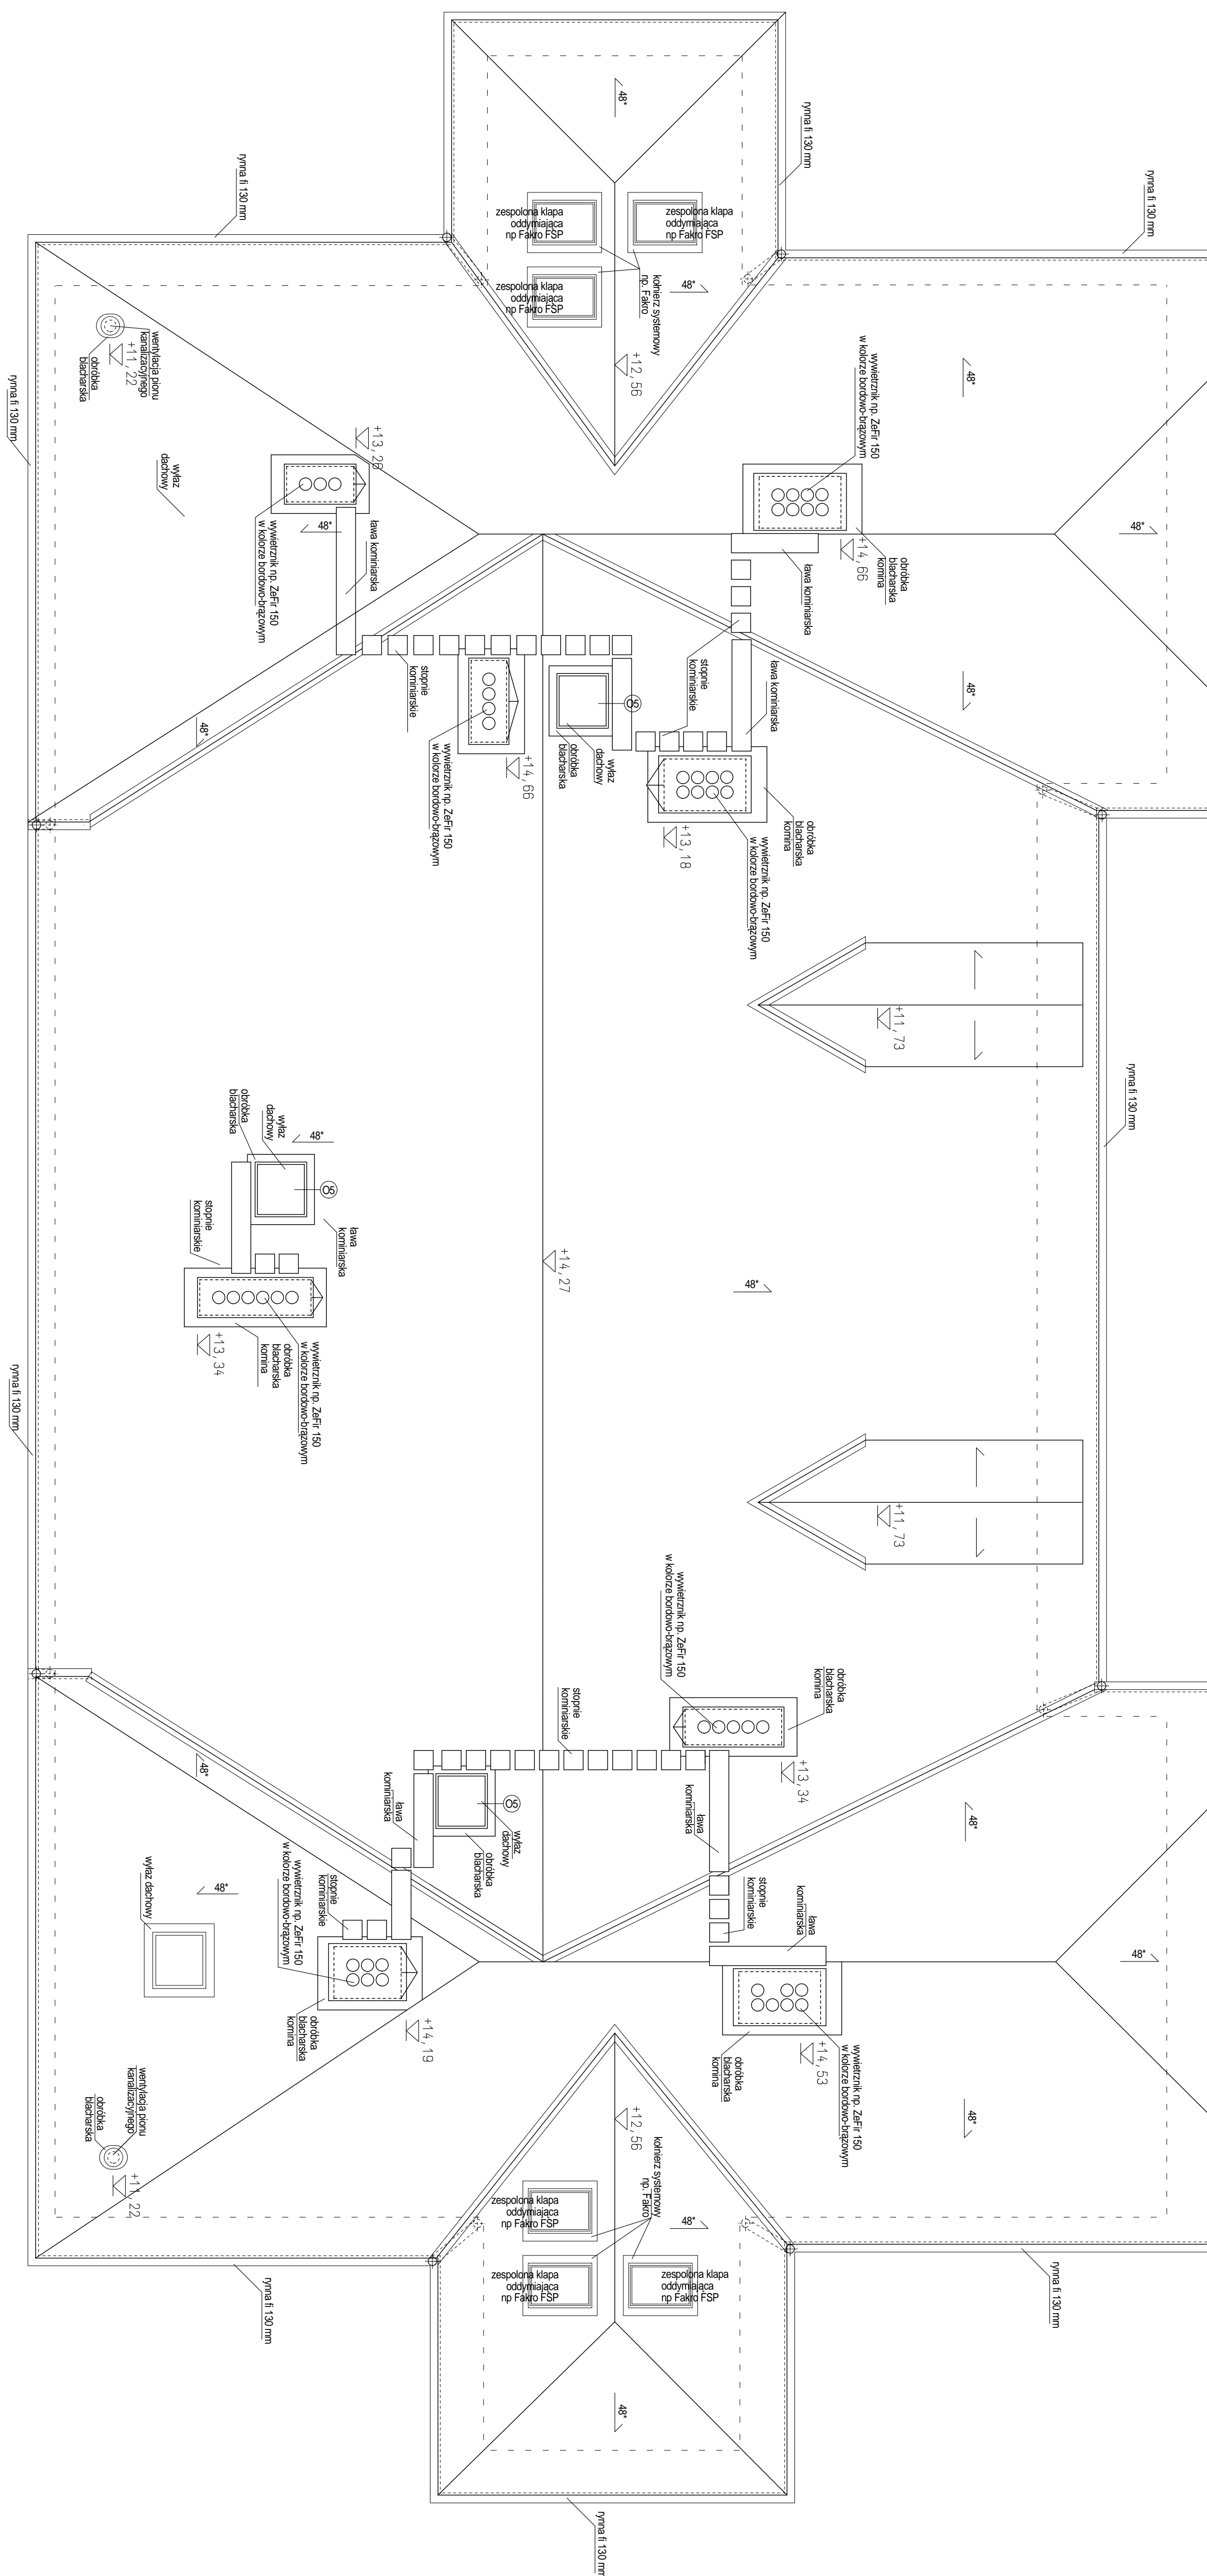 48°
rynna fi 130 mm
rynna fi 130 mm
rynna fi 130 mm
zespolona klapa
oddymiająca
np Fakro FSP
zespolona klapa
oddymiająca
np Fakro FSP
zespolona klapa
oddymiająca
np Fakro FSP
kołnierz systemowy
np. Fakro
48°
+12,56
wentylacja pionu
kanalizacyjnego
+11,22
obróbka
blacharska
rynna fi 130 mm
48°
wywietrznik np. ZeFir 150
w kolorze bordowo-brązowym
wyłaz
dachowy
48°
wywietrznik np. ZeFir 150
w kolorze bordowo-brązowym
ława kominiarska
48°
+14,66
obróbka
blacharska
komina
ława kominiarska
48°
stopnie
kominiarskie
stopnie
kominiarskie
ława kominiarska
48°
O5
wyłaz
dachowy
obróbka
blacharska
wywietrznik np. ZeFir 150
w kolorze bordowo-brązowym
+14,66
+13,18
obróbka
blacharska
komina
wywietrznik np. ZeFir 150
w kolorze bordowo-brązowym
+11,73
rynna fi 130 mm
wyłaz
dachowy
obróbka
blacharska
48°
O5
stopnie
kominiarskie
ława
kominiarska
+14,27
48°
+13,34
obróbka
blacharska
komina
wywietrznik np. ZeFir 150
w kolorze bordowo-brązowym
rynna fi 130 mm
+11,73
wywietrznik np. ZeFir 150
w kolorze bordowo-brązowym
obróbka
blacharska
komina
stopnie
kominiarskie
+13,34
48°
ława
kominiarska
O5
wyłaz
dachowy
obróbka
blacharska
ława
kominiarska
48°
wyłaz dachowy
48°
stopnie
kominiarskie
wywietrznik np. ZeFir 150
w kolorze bordowo-brązowym
stopnie
kominiarskie
ława
kominiarska
48°
obróbka
blacharska
komina
+14,19
+14,53
obróbka
blacharska
komina
wywietrznik np. ZeFir 150
w kolorze bordowo-brązowym
wentylacja pionu
kanalizacyjnego
obróbka
blacharska
+11,22
+12,56
kołnierz systemowy
np. Fakro
48°
48°
zespolona klapa
oddymiająca
np Fakro FSP
zespolona klapa
oddymiająca
np Fakro FSP
zespolona klapa
oddymiająca
np Fakro FSP
rynna fi 130 mm
rynna fi 130 mm
48°
rynna fi 130 mm